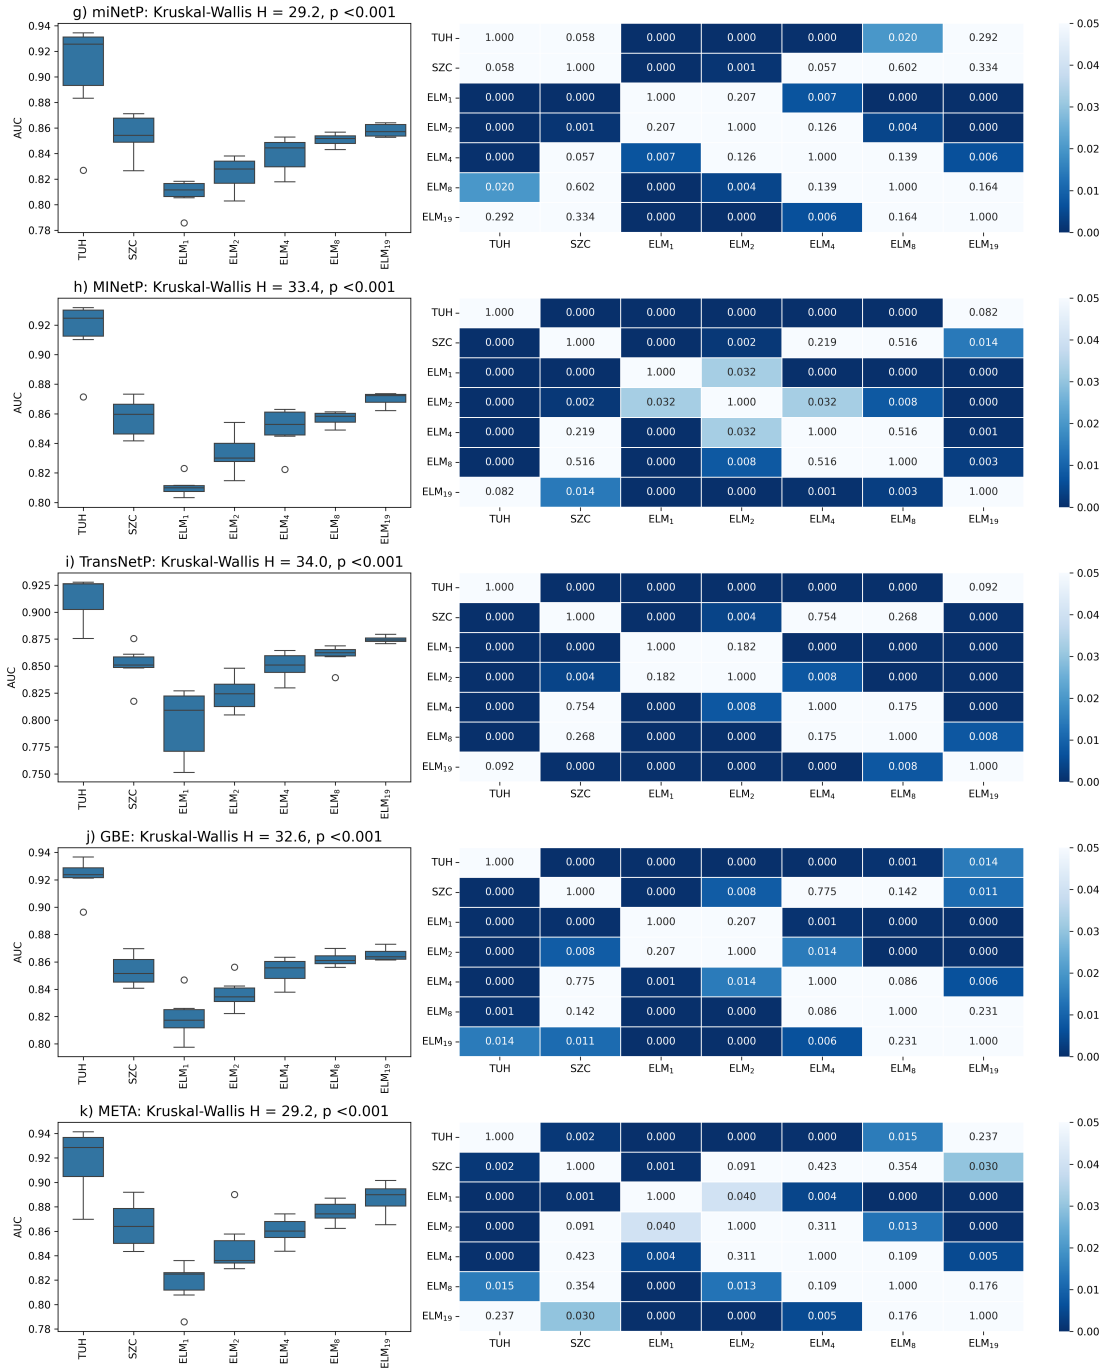 g) miNetP: Kruskal-Wallis H = 29.2, p <0.001
0.94
0.92
0.90
0.88
0.86
0.84
0.82
0.80
0.78
AUC
TUH
SZC
ELM₁
ELM₂
ELM₄
ELM₈
ELM₁₉
TUH 1.000 0.058 0.000 0.000 0.000 0.020 0.292
SZC 0.058 1.000 0.000 0.001 0.057 0.602 0.334
ELM₁ 0.000 0.000 1.000 0.207 0.007 0.000 0.000
ELM₂ 0.000 0.001 0.207 1.000 0.126 0.004 0.000
ELM₄ 0.000 0.057 0.007 0.126 1.000 0.139 0.006
ELM₈ 0.020 0.602 0.000 0.004 0.139 1.000 0.164
ELM₁₉ 0.292 0.334 0.000 0.000 0.006 0.164 1.000
TUH SZC ELM₁ ELM₂ ELM₄ ELM₈ ELM₁₉
0.05
0.04
0.03
0.02
0.01
0.00
h) MINetP: Kruskal-Wallis H = 33.4, p <0.001
0.92
0.90
0.88
0.86
0.84
0.82
0.80
AUC
TUH
SZC
ELM₁
ELM₂
ELM₄
ELM₈
ELM₁₉
TUH 1.000 0.000 0.000 0.000 0.000 0.000 0.082
SZC 0.000 1.000 0.000 0.002 0.219 0.516 0.014
ELM₁ 0.000 0.000 1.000 0.032 0.000 0.000 0.000
ELM₂ 0.000 0.002 0.032 1.000 0.032 0.008 0.000
ELM₄ 0.000 0.219 0.000 0.032 1.000 0.516 0.001
ELM₈ 0.000 0.516 0.000 0.008 0.516 1.000 0.003
ELM₁₉ 0.082 0.014 0.000 0.000 0.001 0.003 1.000
TUH SZC ELM₁ ELM₂ ELM₄ ELM₈ ELM₁₉
0.05
0.04
0.03
0.02
0.01
0.00
i) TransNetP: Kruskal-Wallis H = 34.0, p <0.001
0.925
0.900
0.875
0.850
0.825
0.800
0.775
0.750
AUC
TUH
SZC
ELM₁
ELM₂
ELM₄
ELM₈
ELM₁₉
TUH 1.000 0.000 0.000 0.000 0.000 0.000 0.092
SZC 0.000 1.000 0.000 0.004 0.754 0.268 0.000
ELM₁ 0.000 0.000 1.000 0.182 0.000 0.000 0.000
ELM₂ 0.000 0.004 0.182 1.000 0.008 0.000 0.000
ELM₄ 0.000 0.754 0.000 0.008 1.000 0.175 0.000
ELM₈ 0.000 0.268 0.000 0.000 0.175 1.000 0.008
ELM₁₉ 0.092 0.000 0.000 0.000 0.000 0.008 1.000
TUH SZC ELM₁ ELM₂ ELM₄ ELM₈ ELM₁₉
0.05
0.04
0.03
0.02
0.01
0.00
j) GBE: Kruskal-Wallis H = 32.6, p <0.001
0.94
0.92
0.90
0.88
0.86
0.84
0.82
0.80
AUC
TUH
SZC
ELM₁
ELM₂
ELM₄
ELM₈
ELM₁₉
TUH 1.000 0.000 0.000 0.000 0.000 0.001 0.014
SZC 0.000 1.000 0.000 0.008 0.775 0.142 0.011
ELM₁ 0.000 0.000 1.000 0.207 0.001 0.000 0.000
ELM₂ 0.000 0.008 0.207 1.000 0.014 0.000 0.000
ELM₄ 0.000 0.775 0.001 0.014 1.000 0.086 0.006
ELM₈ 0.001 0.142 0.000 0.000 0.086 1.000 0.231
ELM₁₉ 0.014 0.011 0.000 0.000 0.006 0.231 1.000
TUH SZC ELM₁ ELM₂ ELM₄ ELM₈ ELM₁₉
0.05
0.04
0.03
0.02
0.01
0.00
k) META: Kruskal-Wallis H = 29.2, p <0.001
0.94
0.92
0.90
0.88
0.86
0.84
0.82
0.80
0.78
AUC
TUH
SZC
ELM₁
ELM₂
ELM₄
ELM₈
ELM₁₉
TUH 1.000 0.002 0.000 0.000 0.000 0.015 0.237
SZC 0.002 1.000 0.001 0.091 0.423 0.354 0.030
ELM₁ 0.000 0.001 1.000 0.040 0.004 0.000 0.000
ELM₂ 0.000 0.091 0.040 1.000 0.311 0.013 0.000
ELM₄ 0.000 0.423 0.004 0.311 1.000 0.109 0.005
ELM₈ 0.015 0.354 0.000 0.013 0.109 1.000 0.176
ELM₁₉ 0.237 0.030 0.000 0.000 0.005 0.176 1.000
TUH SZC ELM₁ ELM₂ ELM₄ ELM₈ ELM₁₉
0.05
0.04
0.03
0.02
0.01
0.00